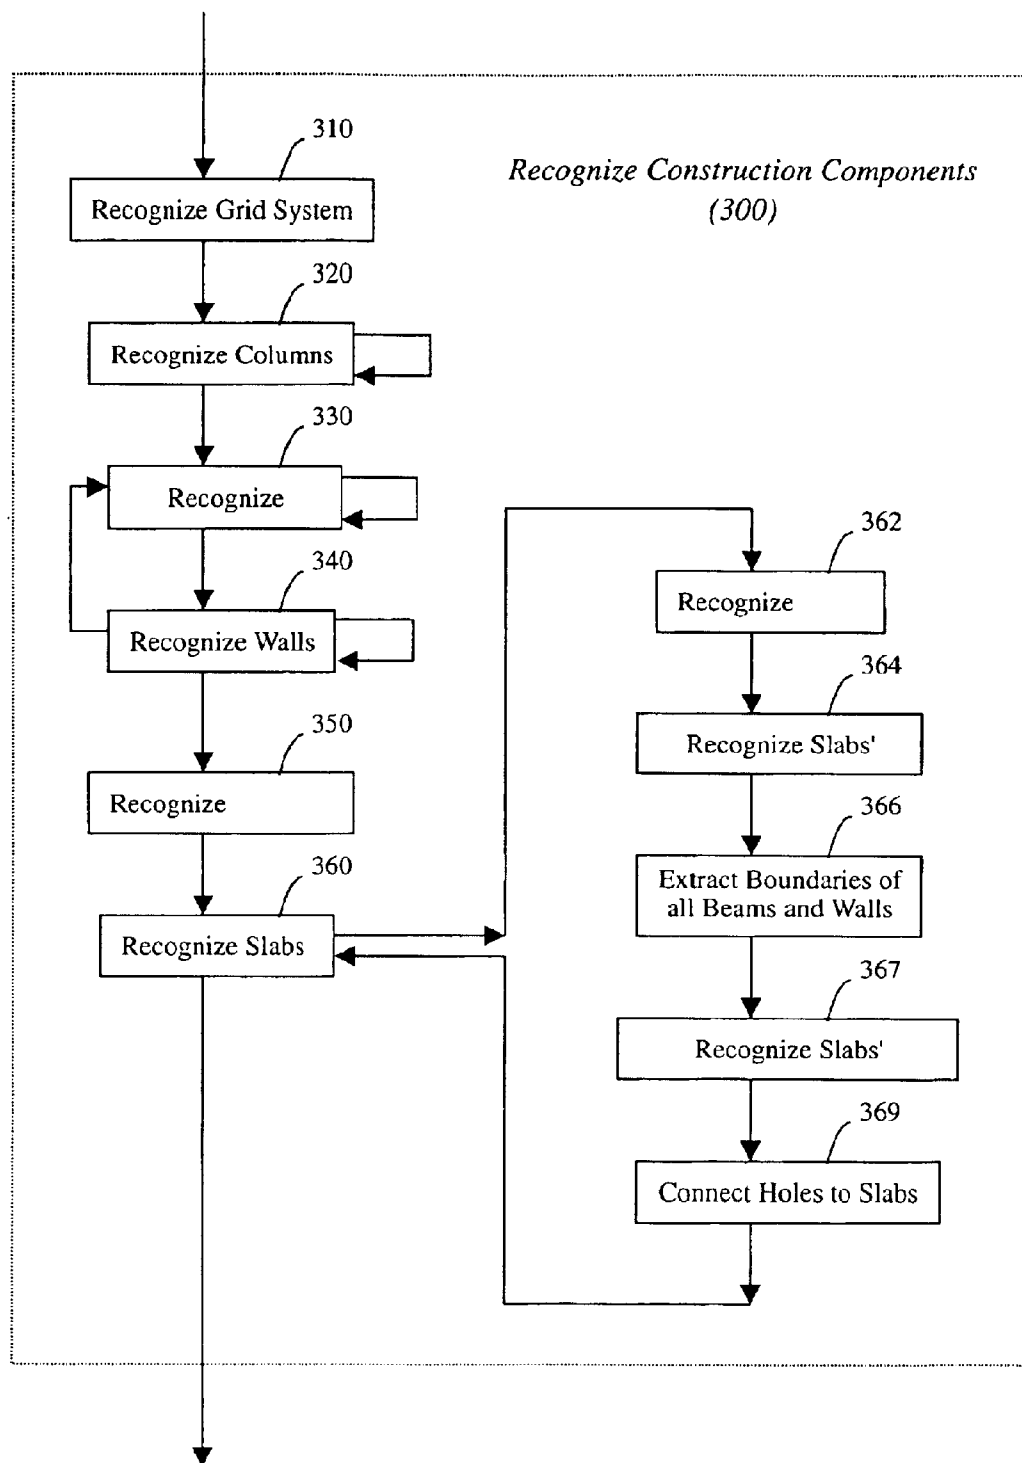 Recognize Construction Components
(300)
310
Recognize Grid System
320
Recognize Columns
330
Recognize
340
Recognize Walls
350
Recognize
360
Recognize Slabs
362
Recognize
364
Recognize Slabs'
366
Extract Boundaries of
all Beams and Walls
367
Recognize Slabs'
369
Connect Holes to Slabs